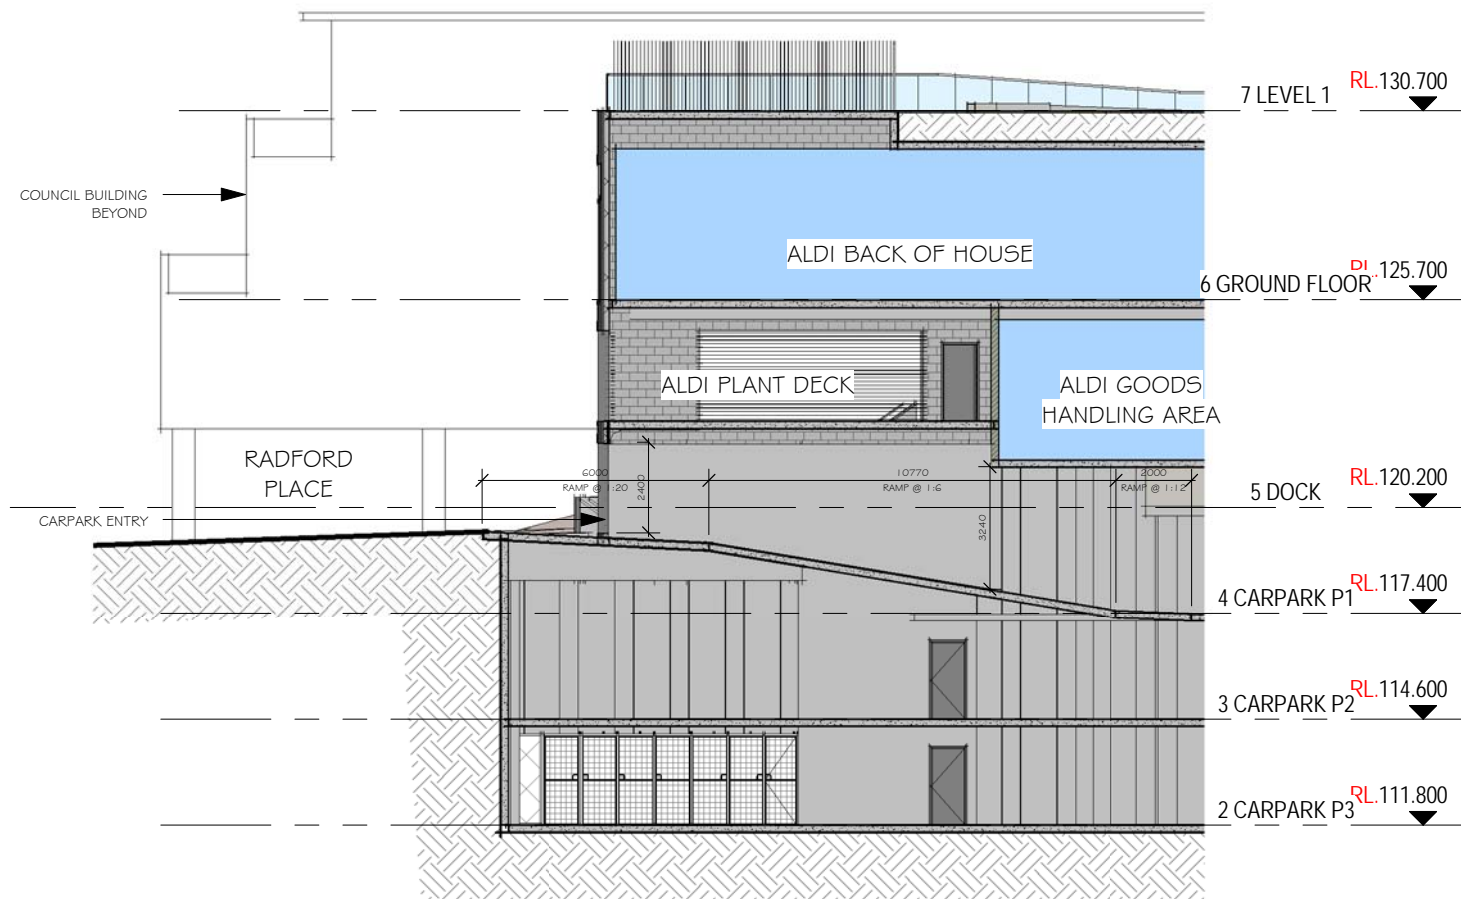 7 LEVEL 1
RL.130.700
COUNCIL BUILDING
BEYOND
ALDI BACK OF HOUSE
RL.125.700
6 GROUND FLOOR
ALDI PLANT DECK
ALDI GOODS
HANDLING AREA
RADFORD
PLACE
6000
RAMP @ 1:20
2400
10770
RAMP @ 1:6
2000
RAMP @ 1:12
3240
RL.120.200
5 DOCK
CARPARK ENTRY
RL.117.400
4 CARPARK P1
RL.114.600
3 CARPARK P2
RL.111.800
2 CARPARK P3